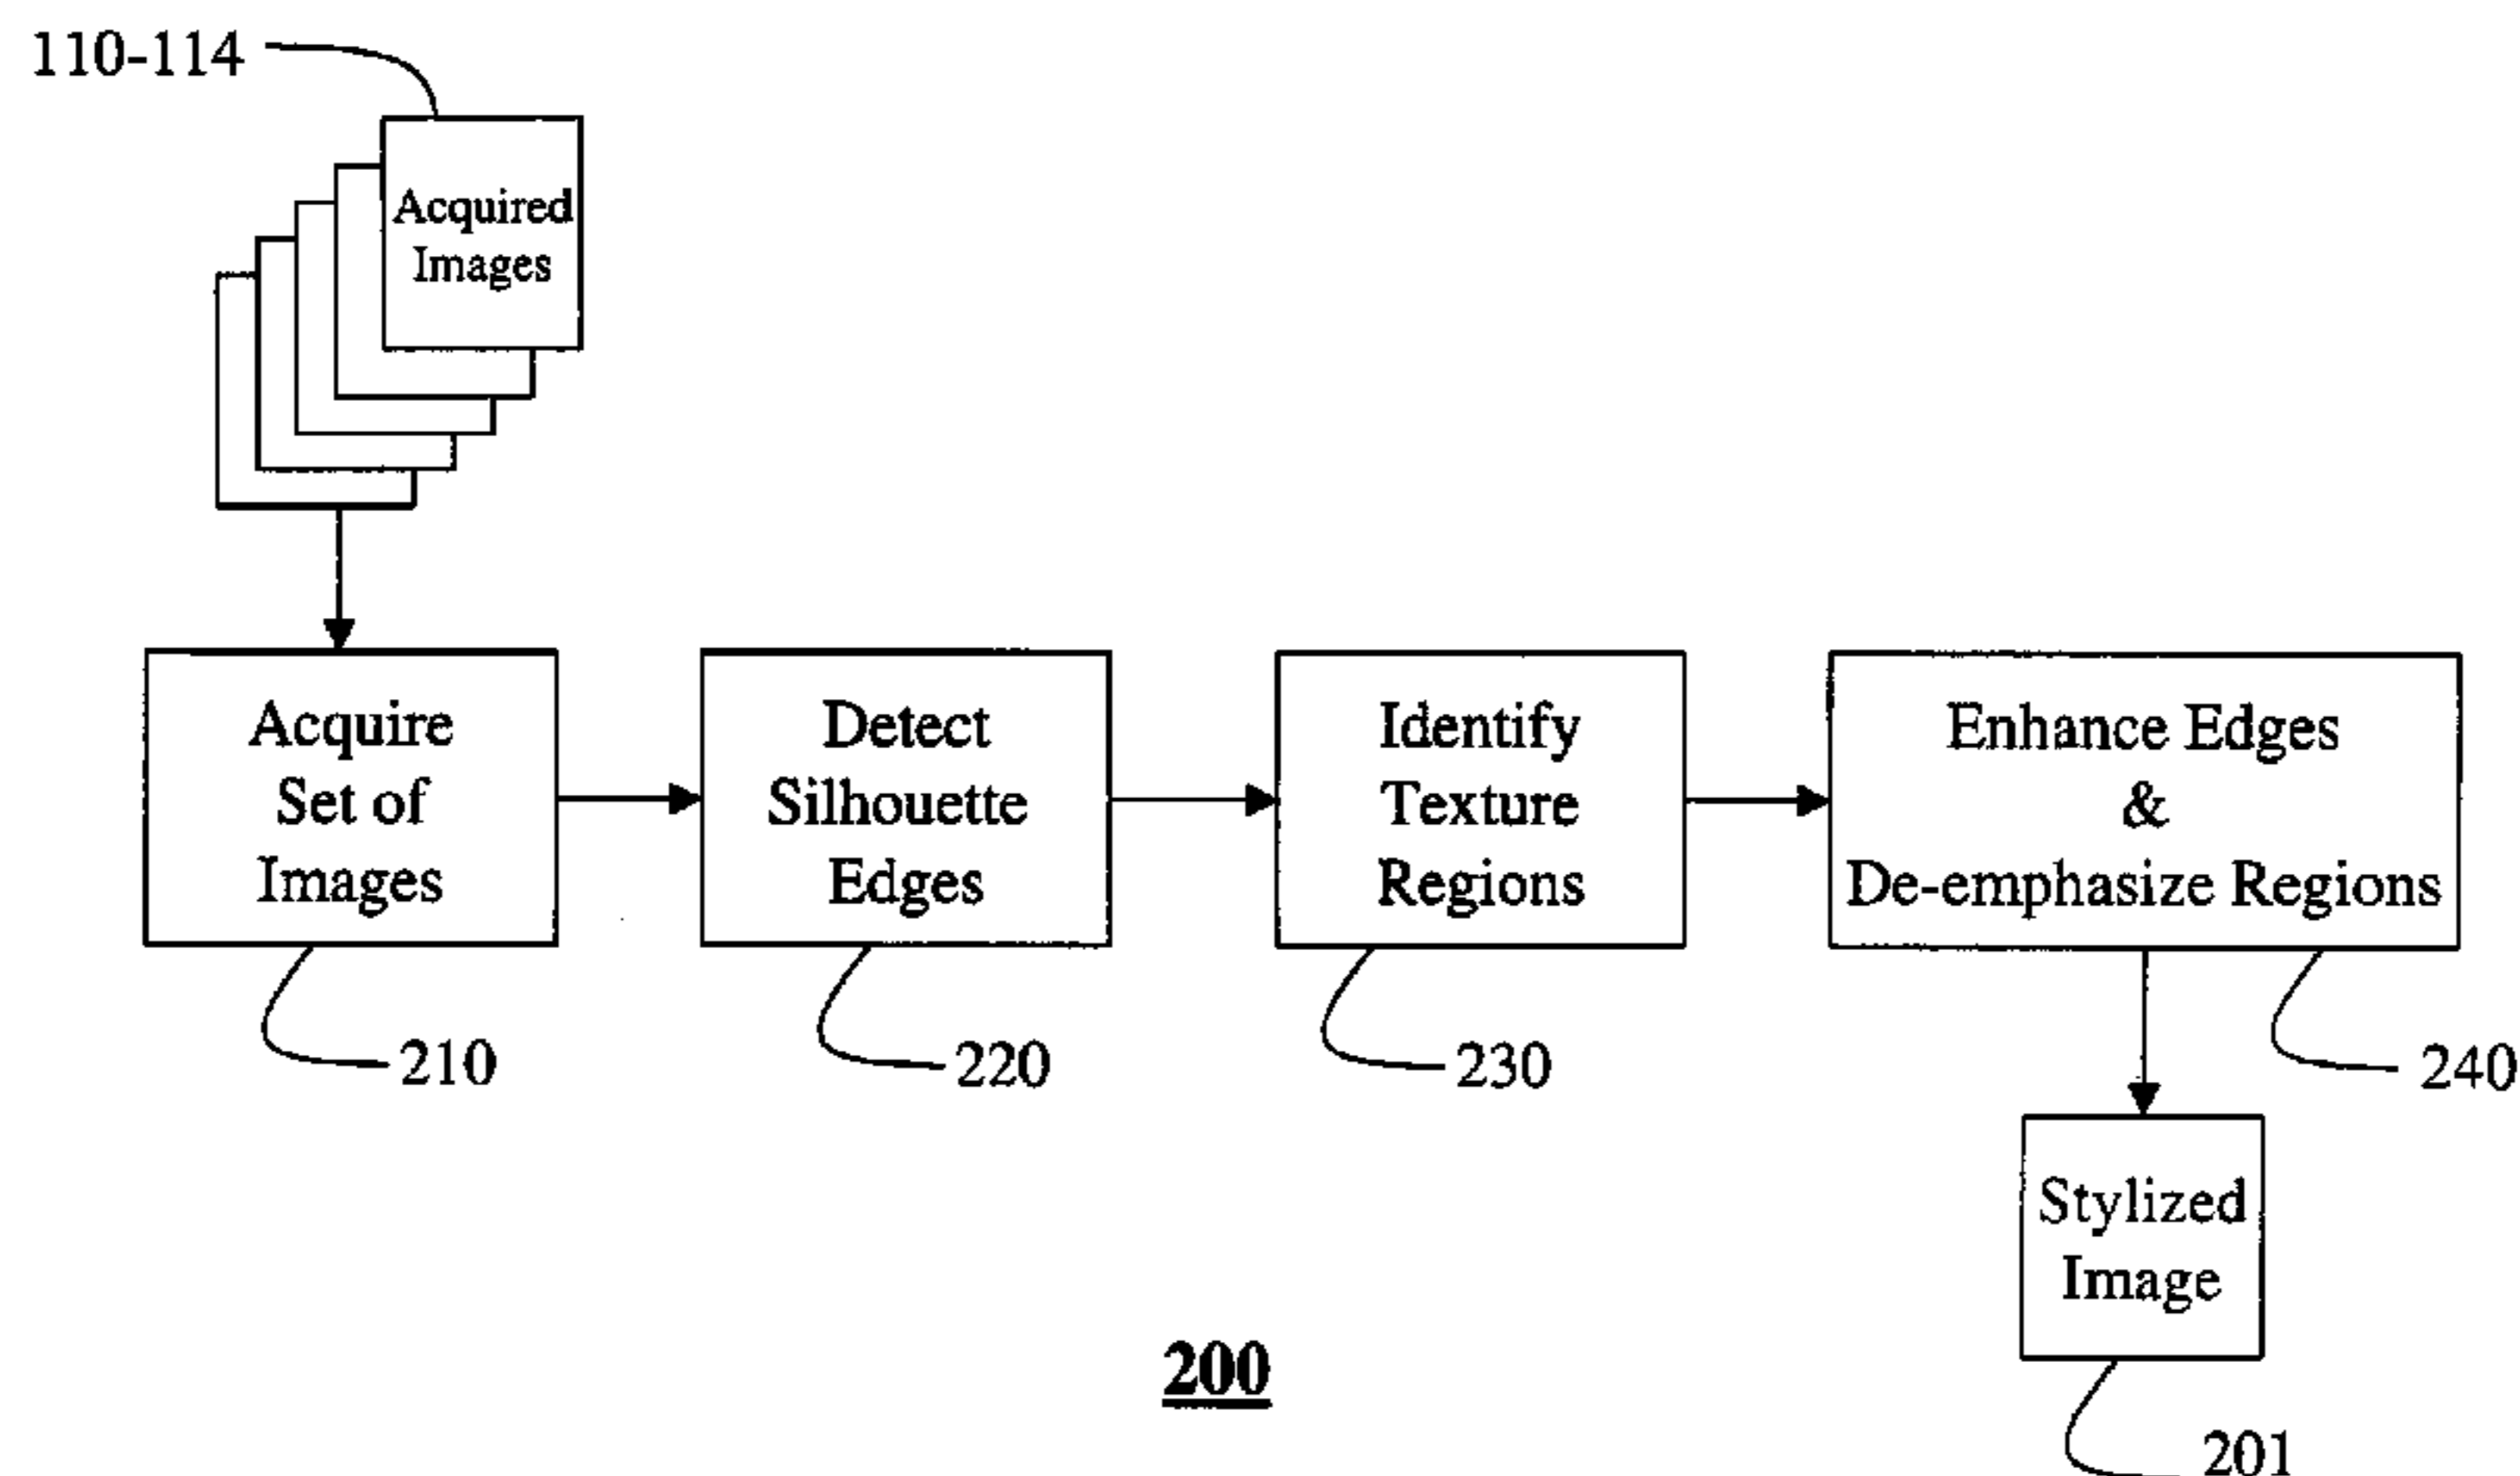 110-114
Acquired
Images
Acquire
Set of
Images
210
Detect
Silhouette
Edges
220
Identify
Texture
Regions
230
Enhance Edges
&
De-emphasize Regions
240
Stylized
Image
201
200